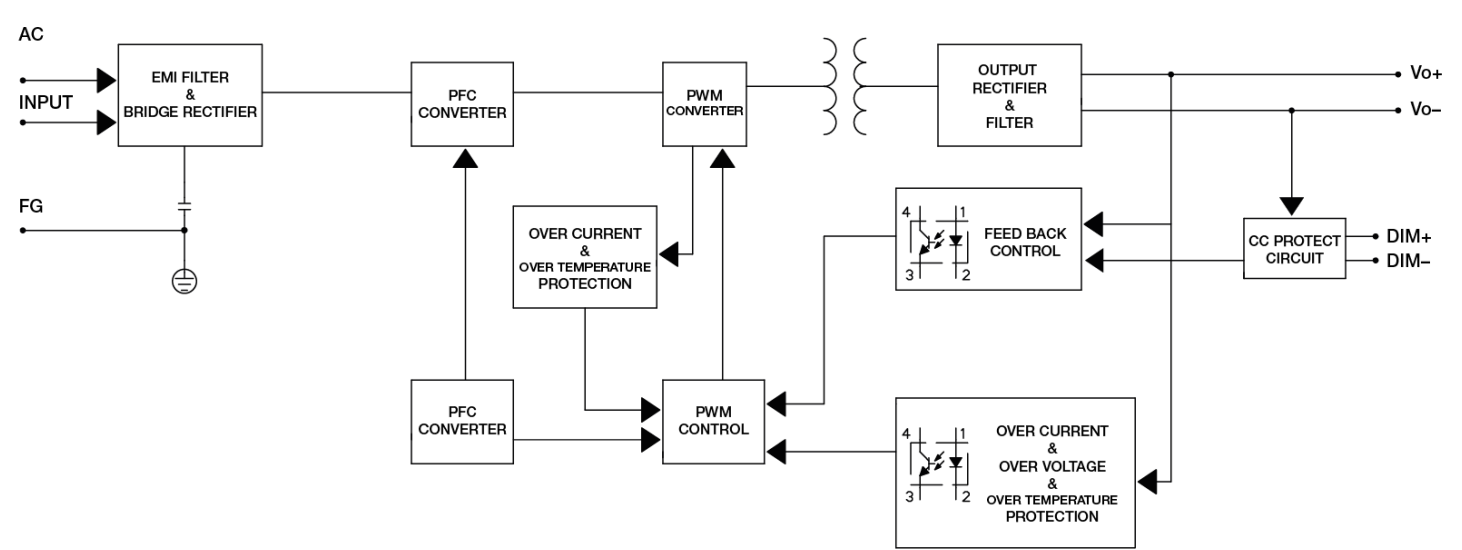 AC
INPUT
FG
EMI FILTER
&
BRIDGE RECTIFIER
PFC
CONVERTER
PWM
CONVERTER
OUTPUT
RECTIFIER
&
FILTER
Vo+
Vo–
OVER CURRENT
&
OVER TEMPERATURE
PROTECTION
4
1
3
2
FEED BACK
CONTROL
CC PROTECT
CIRCUIT
DIM+
DIM–
PFC
CONVERTER
PWM
CONTROL
4
1
3
2
OVER CURRENT
&
OVER VOLTAGE
&
OVER TEMPERATURE
PROTECTION